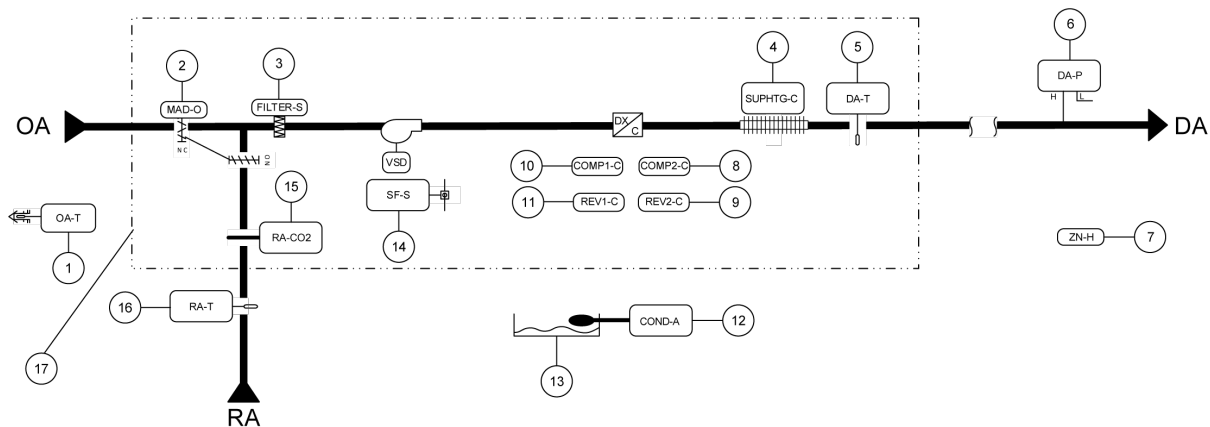 2
3
4
5
6
MAD-O
FILTER-S
SUPHTG-C
DA-T
DA-P
H
L
OA
DX
C
DA
NC
NO
VSD
10
COMP1-C
COMP2-C
8
15
SF-S
11
REV1-C
REV2-C
9
OA-T
RA-CO2
ZN-H
7
1
14
16
RA-T
COND-A
12
17
13
RA